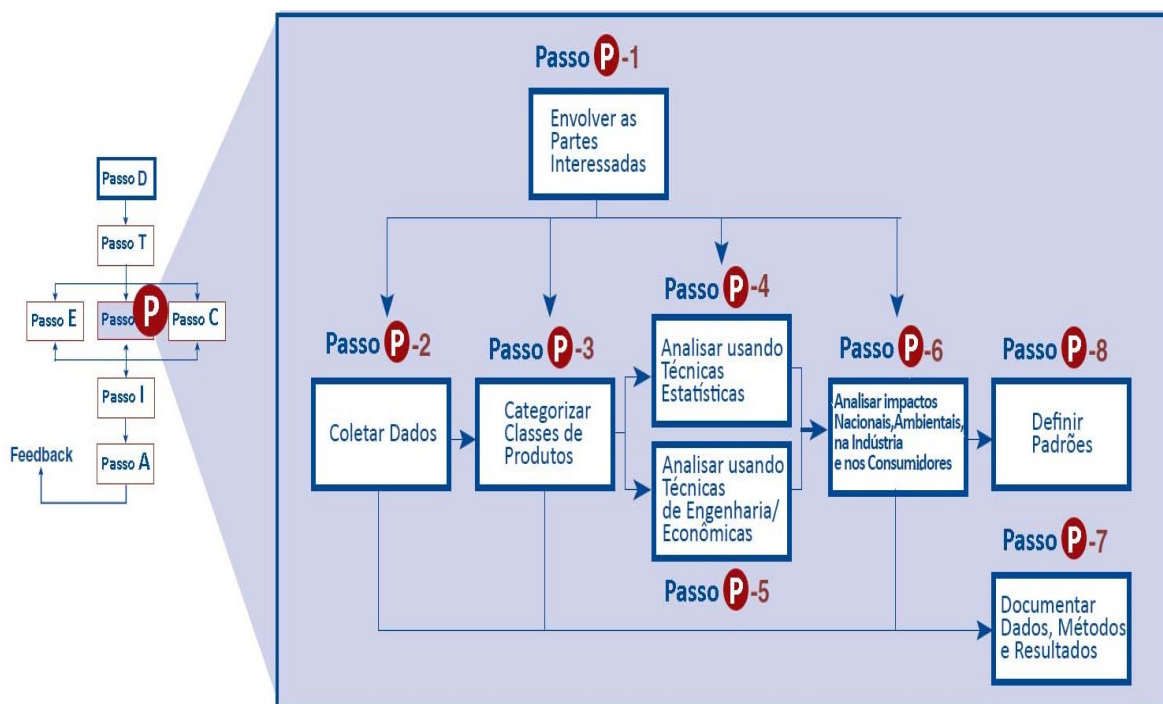 Passo P-1
Envolver as
Partes
Interessadas
Passo D
Passo T
Passo E
Passo P
Passo C
Passo I
Passo A
Feedback
Passo P-2
Coletar Dados
Passo P-3
Categorizar
Classes de
Produtos
Passo P-4
Analisar usando
Técnicas
Estatísticas
Analisar usando
Técnicas
de Engenharia/
Econômicas
Passo P-5
Passo P-6
Analisar impactos
Nacionais,Ambientais,
na Indústria
e nos Consumidores
Passo P-8
Definir
Padrões
Passo P-7
Documentar
Dados, Métodos
e Resultados